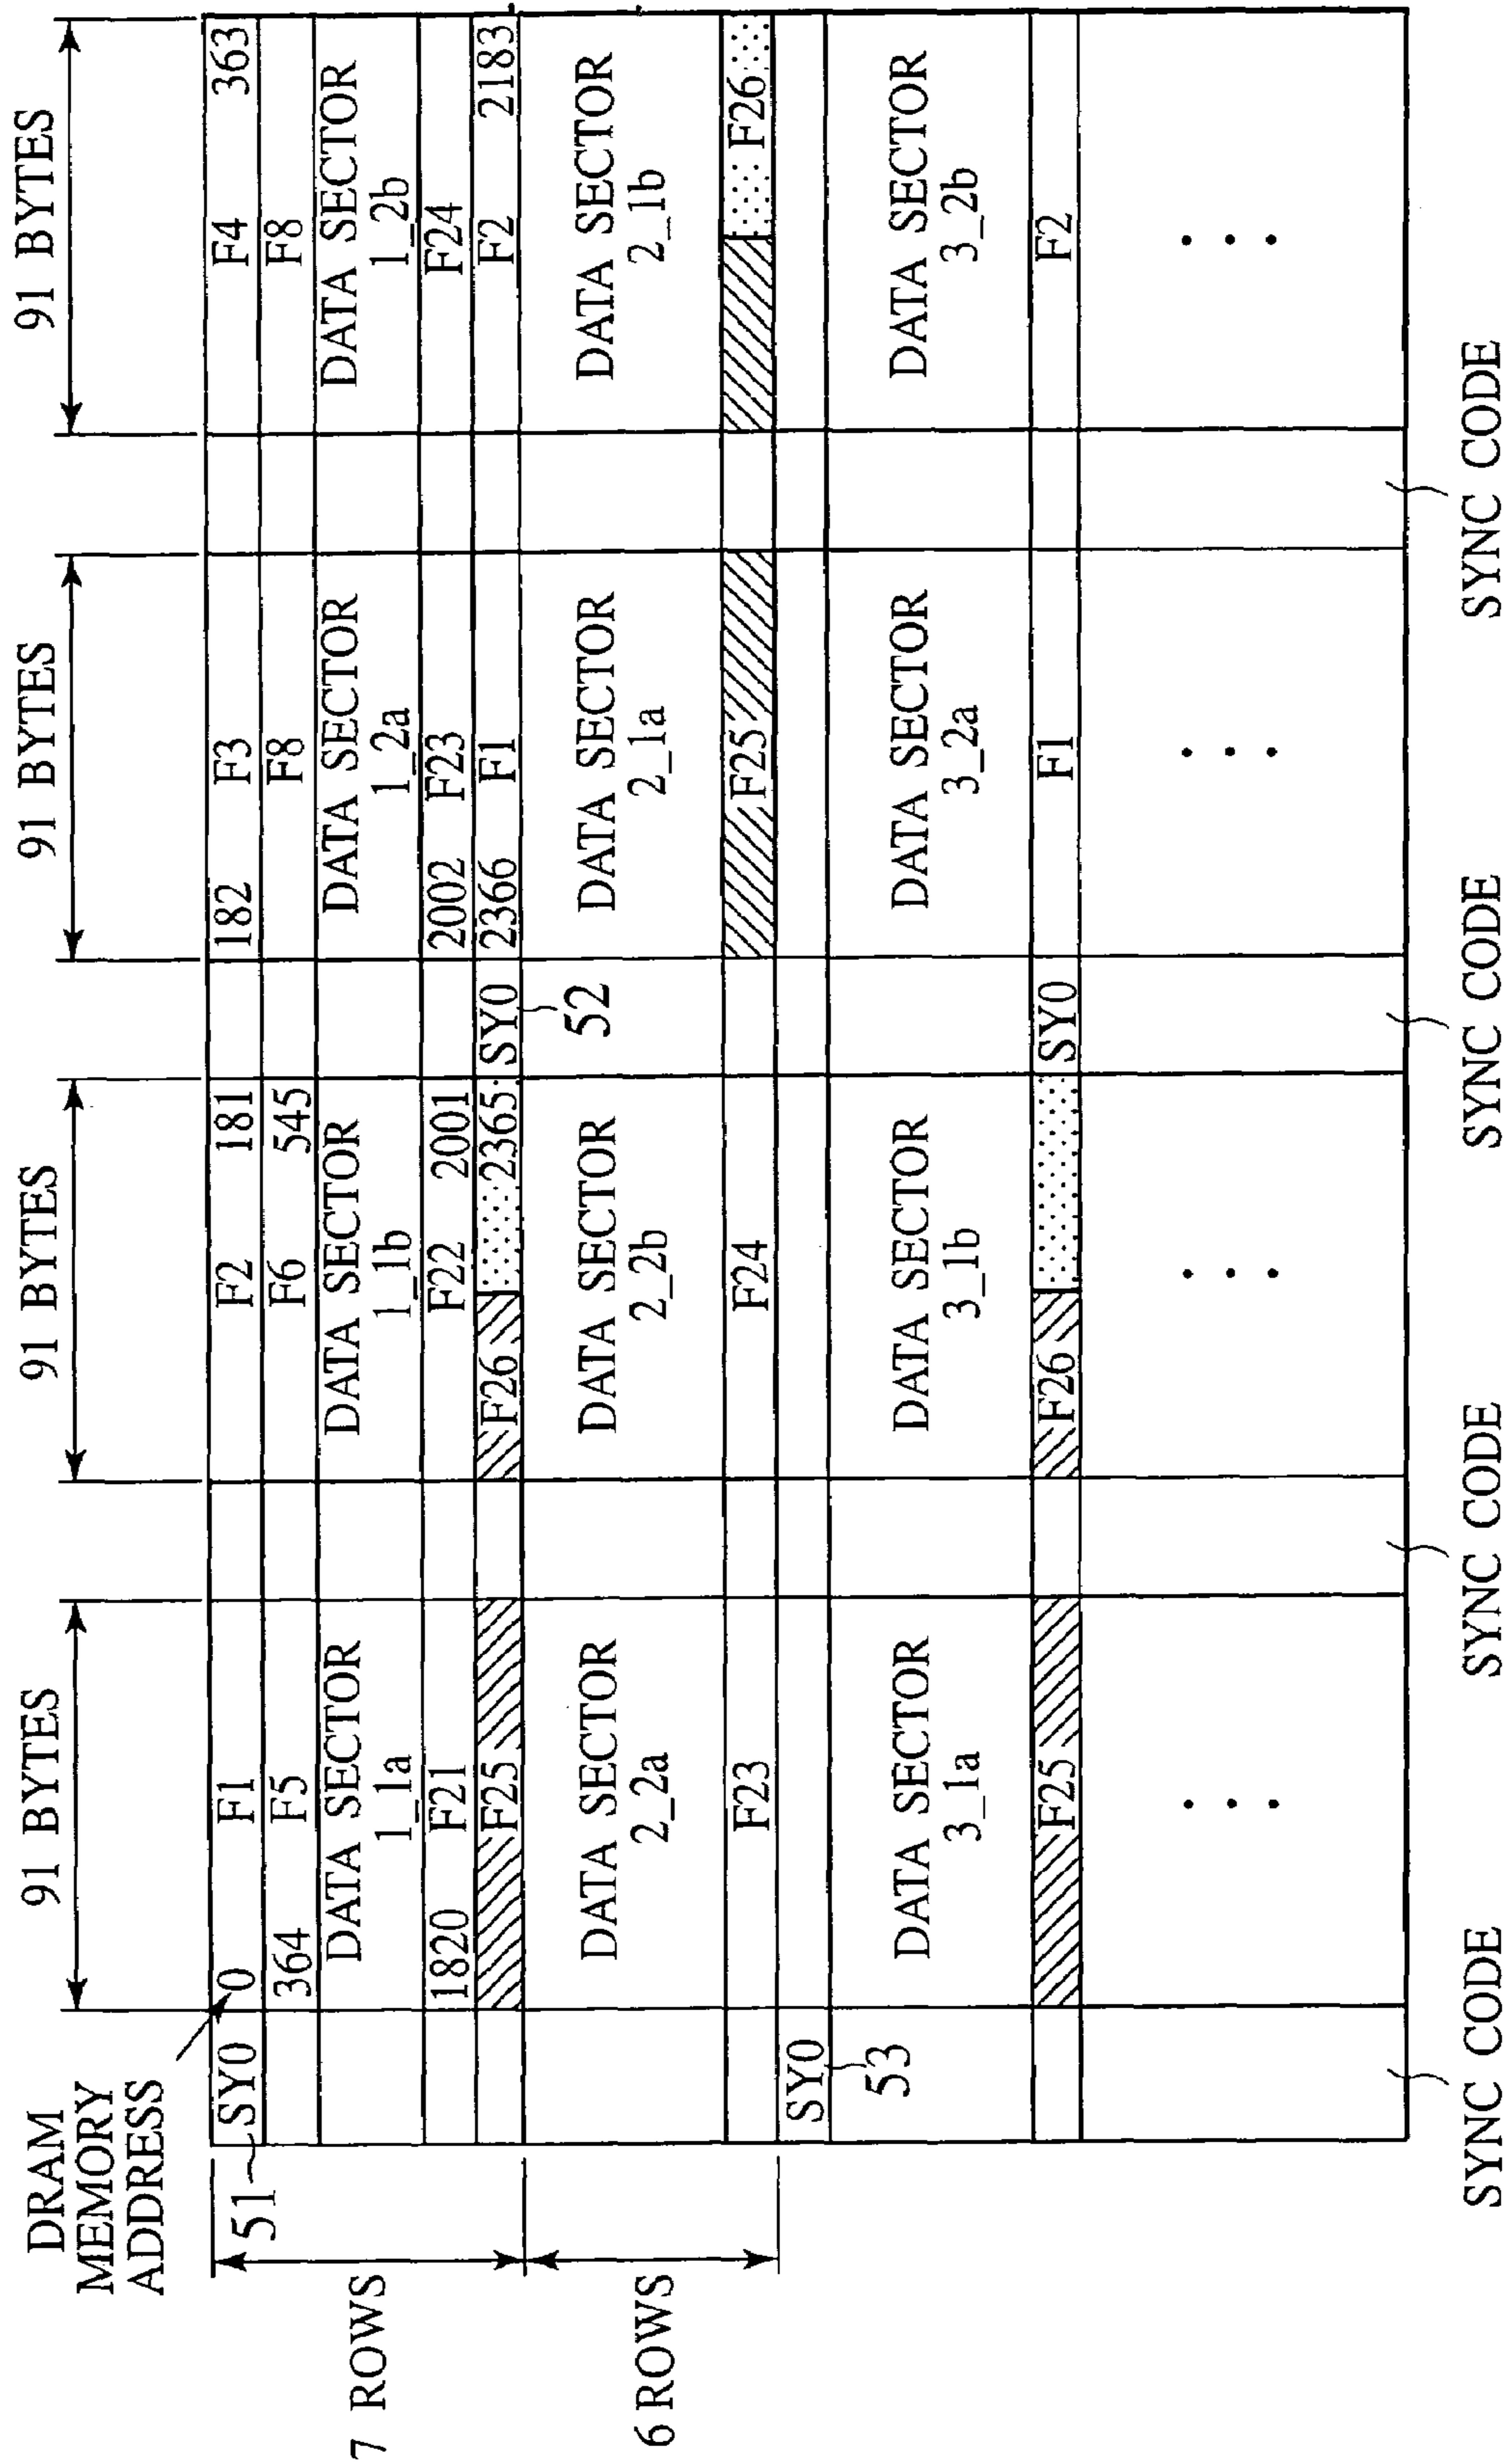 91 BYTES 91 BYTES 91 BYTES 91 BYTES
DRAM
MEMORY
ADDRESS
51 SY0 0 F1 F2 181 182 F3 F4 363
364 F5 F6 545 F8 F8
DATA SECTOR DATA SECTOR DATA SECTOR DATA SECTOR
1_1a 1_1b 1_2a 1_2b
7 ROWS
1820 F21 F22 2001 2002 F23 F24
F25 F26 2365 SY0 2366 F1 F2 2183
52
DATA SECTOR DATA SECTOR DATA SECTOR DATA SECTOR
2_2a 2_2b 2_1a 2_1b
6 ROWS
F23 F24 F25 F26
SY0
53
DATA SECTOR DATA SECTOR DATA SECTOR DATA SECTOR
3_1a 3_1b 3_2a 3_2b
F25 F26 SY0 F1 F2
... ... ... ...
SYNC CODE SYNC CODE SYNC CODE SYNC CODE